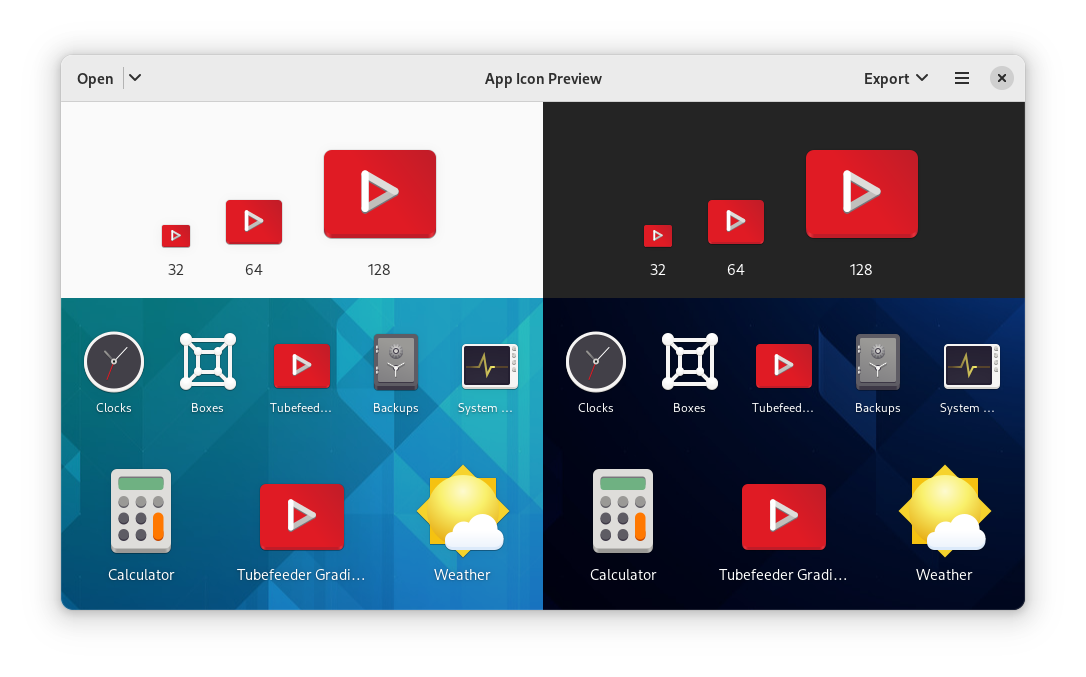 Open
App Icon Preview
Export
32 64 128
32 64 128
Clocks Boxes Tubefeed... Backups System ...
Clocks Boxes Tubefeed... Backups System ...
Calculator Tubefeeder Gradi... Weather
Calculator Tubefeeder Gradi... Weather